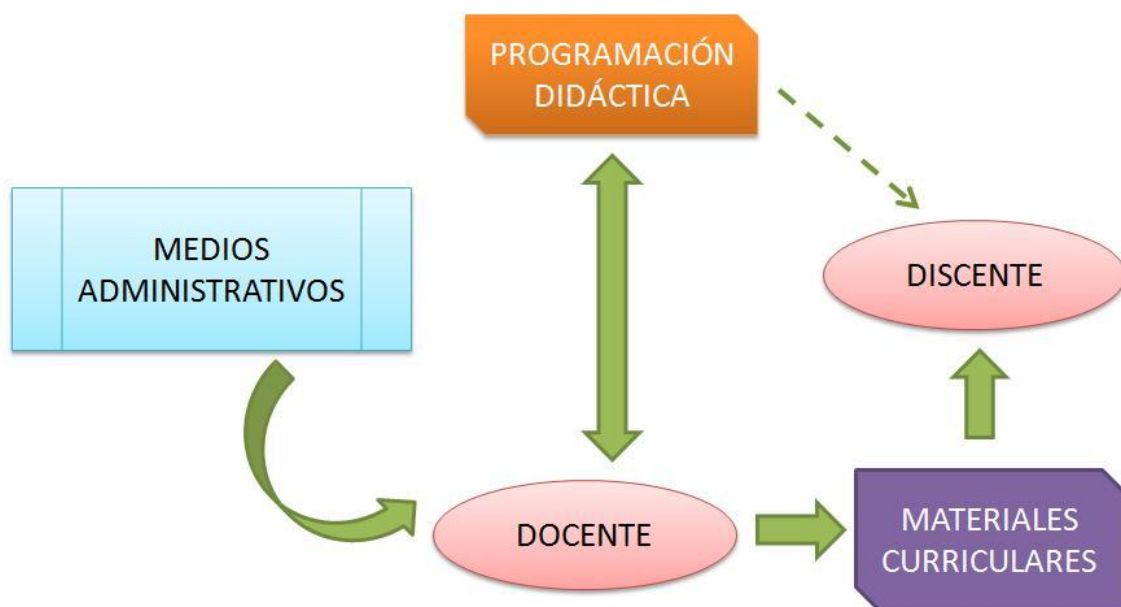 PROGRAMACIÓN
DIDÁCTICA
MEDIOS
ADMINISTRATIVOS
DISCENTE
DOCENTE
MATERIALES
CURRICULARES